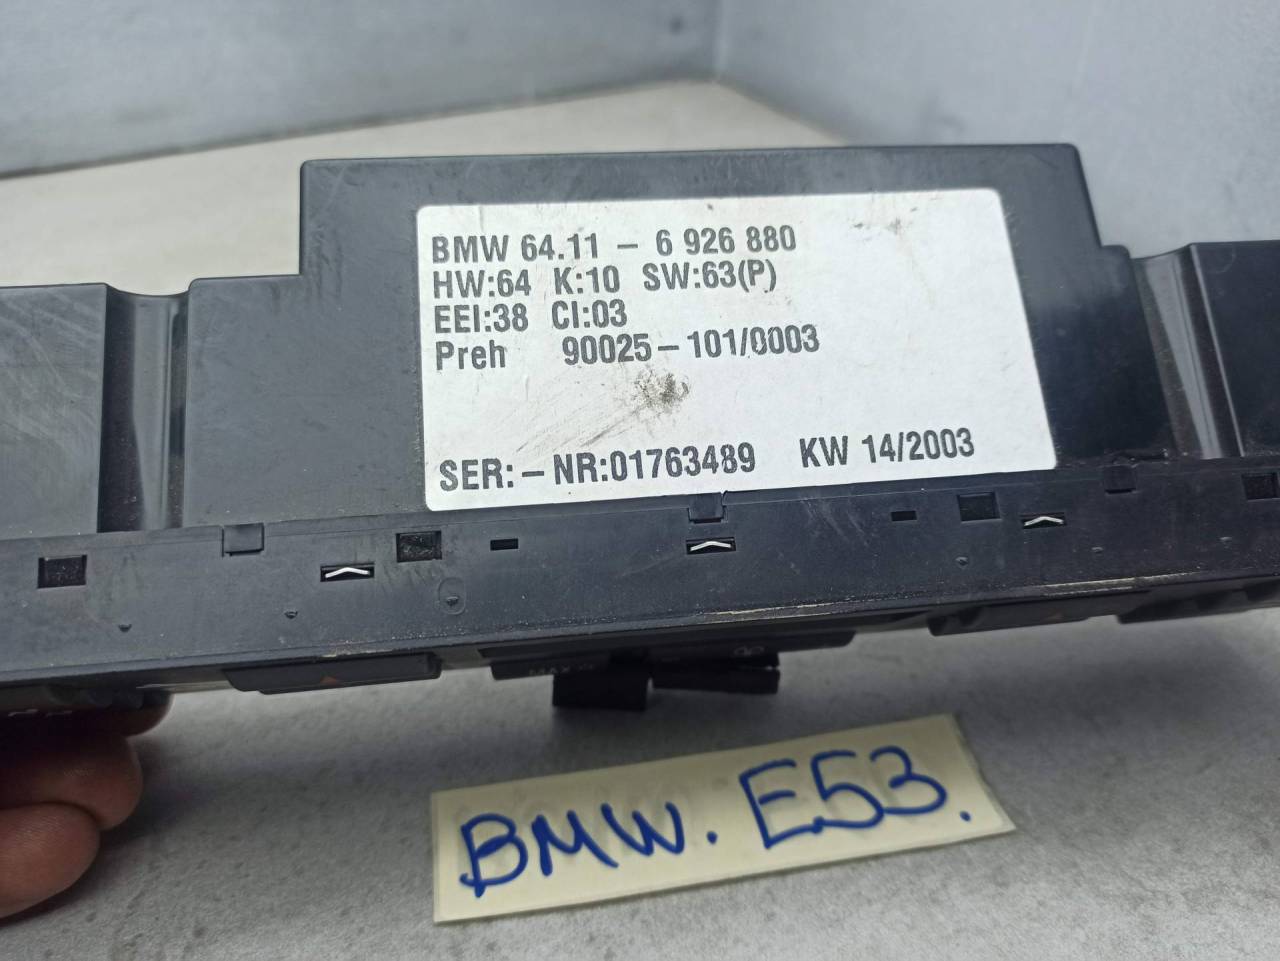 BMW 64.11 - 6 926 880
HW:64 K:10 SW:63(P)
EEI:38 CI:03
Preh 90025-101/0003
SER:-NR:01763489 KW 14/2003
MAX
BMW. E53.